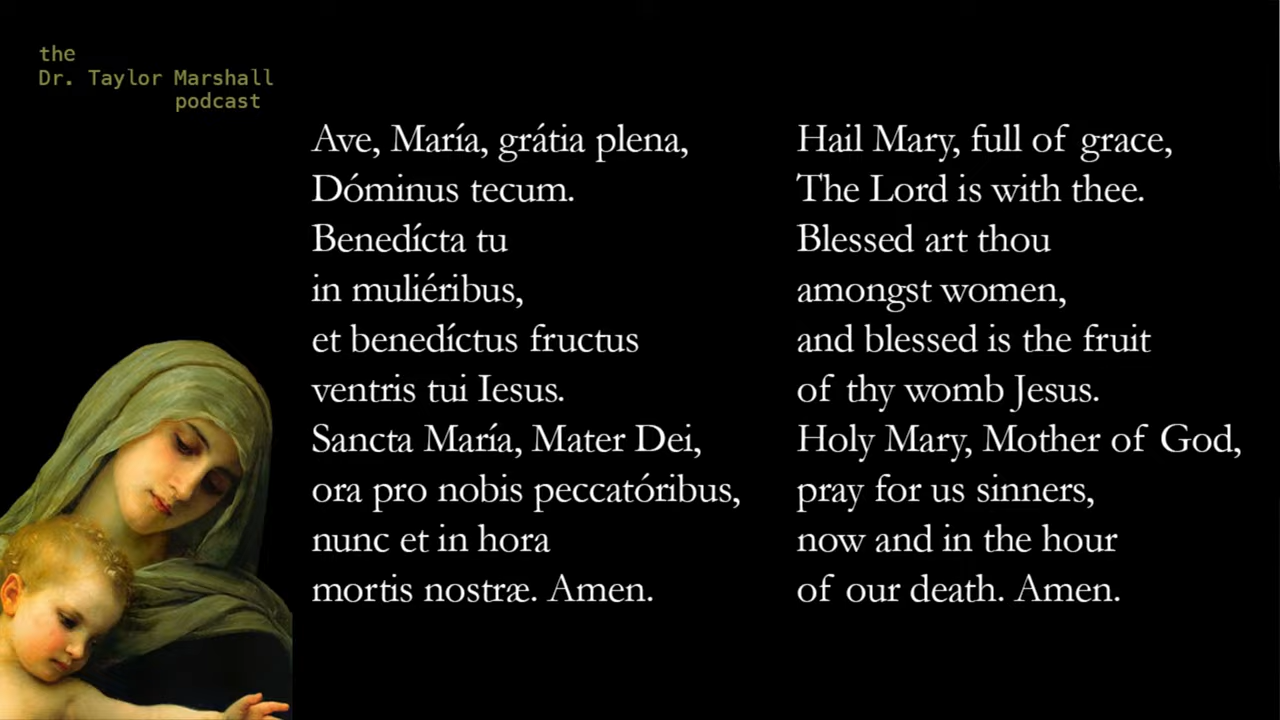 the
Dr. Taylor Marshall
podcast
Ave, María, grátia plena,
Dóminus tecum.
Benedícta tu
in muliéribus,
et benedíctus fructus
ventris tui Iesus.
Sancta María, Mater Dei,
ora pro nobis peccatóribus,
nunc et in hora
mortis nostræ. Amen.
Hail Mary, full of grace,
The Lord is with thee.
Blessed art thou
amongst women,
and blessed is the fruit
of thy womb Jesus.
Holy Mary, Mother of God,
pray for us sinners,
now and in the hour
of our death. Amen.